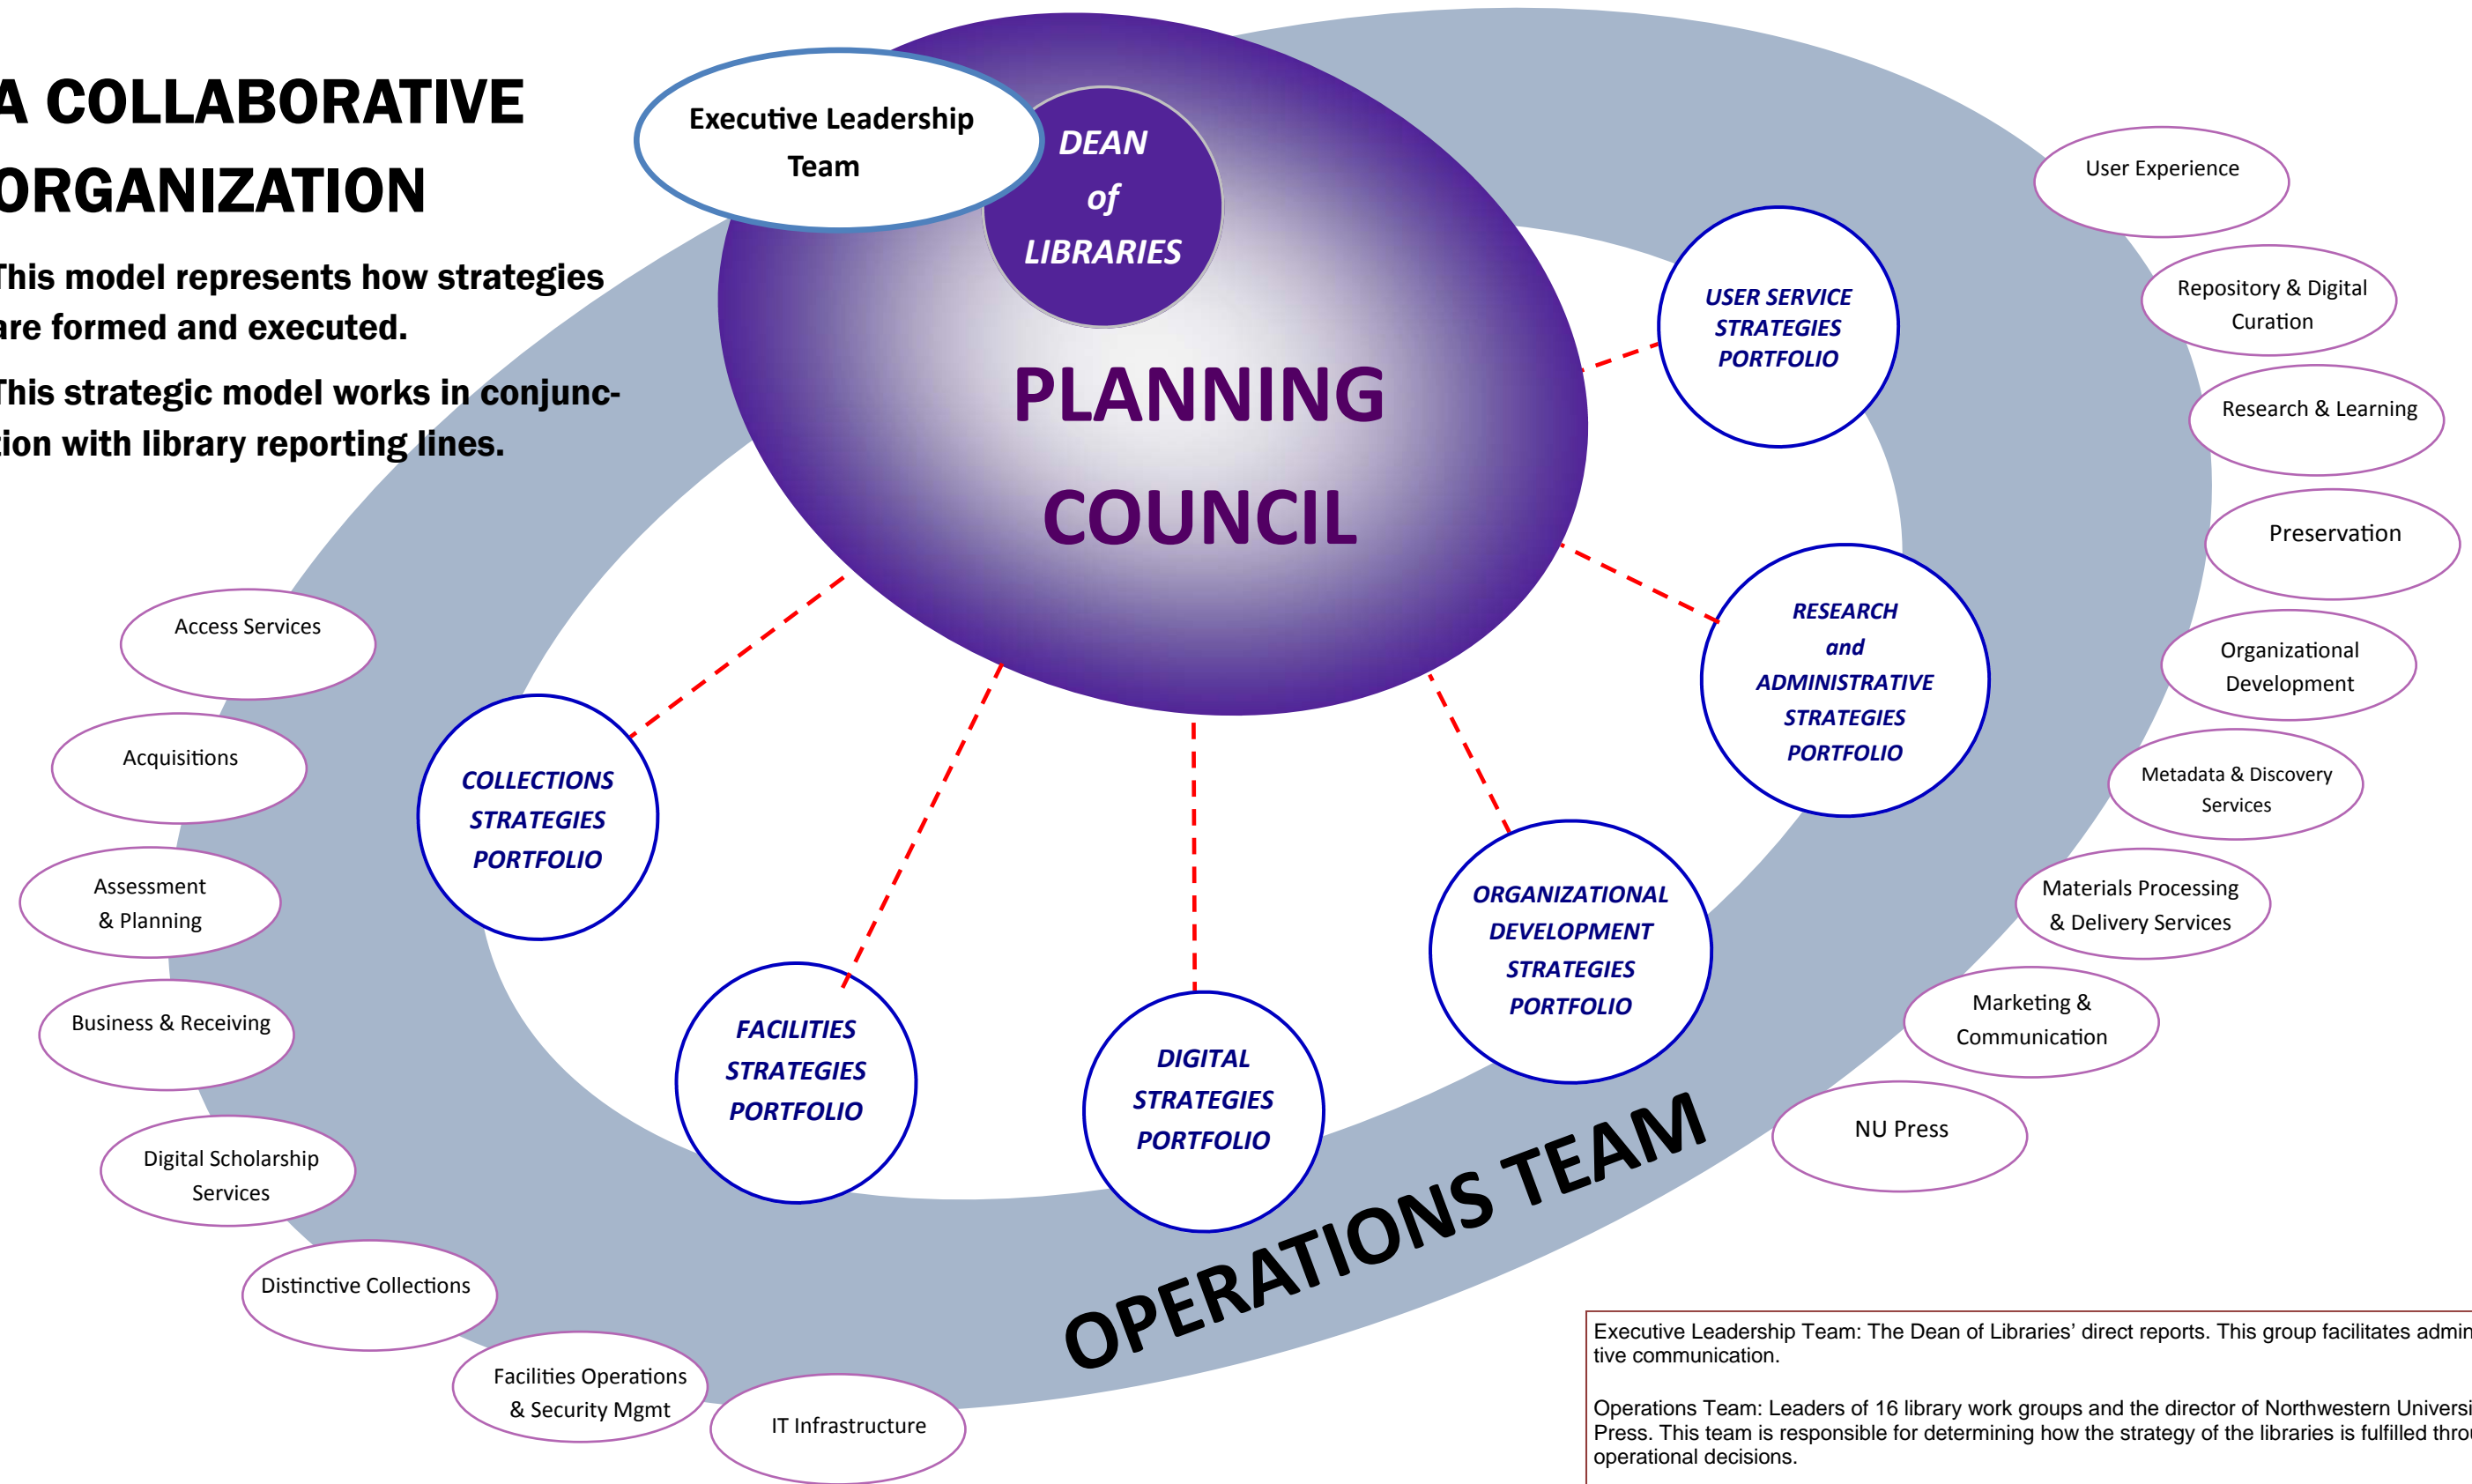 A COLLABORATIVE
ORGANIZATION
This model represents how strategies
are formed and executed.
This strategic model works in conjunc-
tion with library reporting lines.
Executive Leadership
Team
DEAN
of
LIBRARIES
PLANNING
COUNCIL
USER SERVICE
STRATEGIES
PORTFOLIO
RESEARCH
and
ADMINISTRATIVE
STRATEGIES
PORTFOLIO
ORGANIZATIONAL
DEVELOPMENT
STRATEGIES
PORTFOLIO
DIGITAL
STRATEGIES
PORTFOLIO
FACILITIES
STRATEGIES
PORTFOLIO
COLLECTIONS
STRATEGIES
PORTFOLIO
OPERATIONS TEAM
Access Services
Acquisitions
Assessment
& Planning
Business & Receiving
Digital Scholarship
Services
Distinctive Collections
Facilities Operations
& Security Mgmt
IT Infrastructure
User Experience
Repository & Digital
Curation
Research & Learning
Preservation
Organizational
Development
Metadata & Discovery
Services
Materials Processing
& Delivery Services
Marketing &
Communication
NU Press
Executive Leadership Team: The Dean of Libraries’ direct reports. This group facilitates
tive communication.
Operations Team: Leaders of 16 library work groups and the director of Northwestern
Press. This team is responsible for determining how the strategy of the libraries is fulfilled
operational decisions.